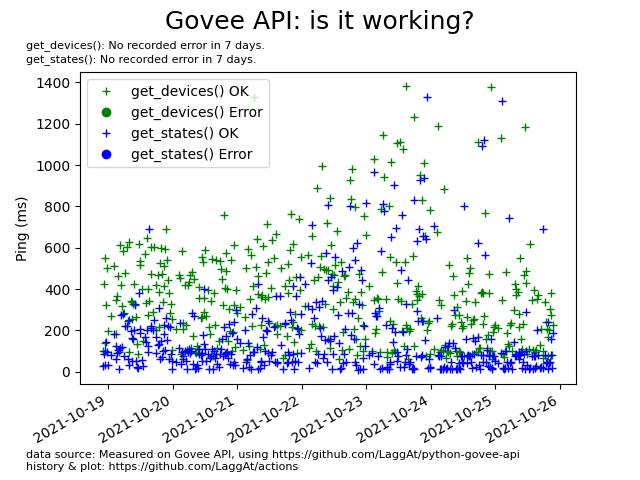 Govee API: is it working?
get_devices(): No recorded error in 7 days.
get_states(): No recorded error in 7 days.
get_devices() OK
get_devices() Error
get_states() OK
get_states() Error
1400
1200
1000
800
600
400
200
0
Ping (ms)
2021-10-19
2021-10-20
2021-10-21
2021-10-22
2021-10-23
2021-10-24
2021-10-25
2021-10-26
data source: Measured on Govee API, using https://github.com/LaggAt/python-govee-api
history & plot: https://github.com/LaggAt/actions